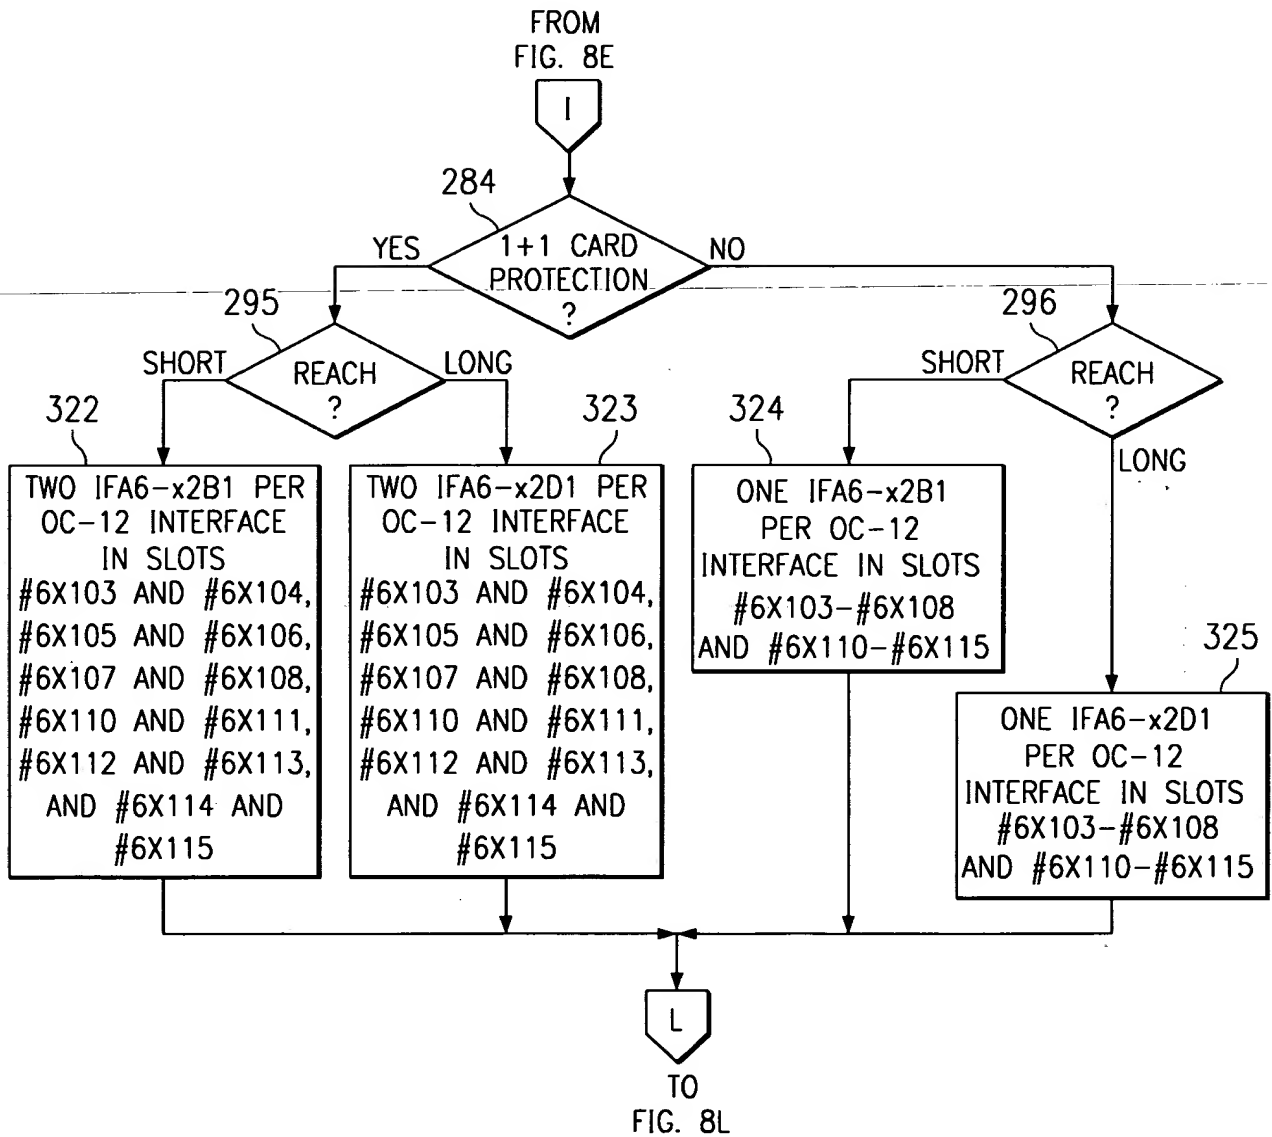 FROM
FIG. 8E
I
284
1+1 CARD
PROTECTION
?
YES
NO
295
REACH
?
SHORT
LONG
296
REACH
?
SHORT
LONG
322
TWO IFA6-x2B1 PER
OC-12 INTERFACE
IN SLOTS
#6X103 AND #6X104,
#6X105 AND #6X106,
#6X107 AND #6X108,
#6X110 AND #6X111,
#6X112 AND #6X113,
AND #6X114 AND
#6X115
323
TWO IFA6-x2D1 PER
OC-12 INTERFACE
IN SLOTS
#6X103 AND #6X104,
#6X105 AND #6X106,
#6X107 AND #6X108,
#6X110 AND #6X111,
#6X112 AND #6X113,
AND #6X114 AND
#6X115
324
ONE IFA6-x2B1
PER OC-12
INTERFACE IN SLOTS
#6X103-#6X108
AND #6X110-#6X115
325
ONE IFA6-x2D1
PER OC-12
INTERFACE IN SLOTS
#6X103-#6X108
AND #6X110-#6X115
L
TO
FIG. 8L